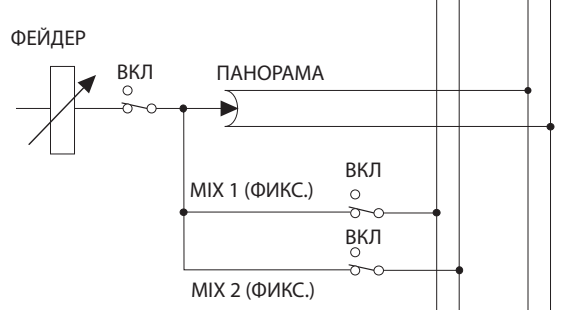 ФЕЙДЕР
ВКЛ
ПАНОРАМА
ВКЛ
MIX 1 (ФИКС.)
ВКЛ
MIX 2 (ФИКС.)